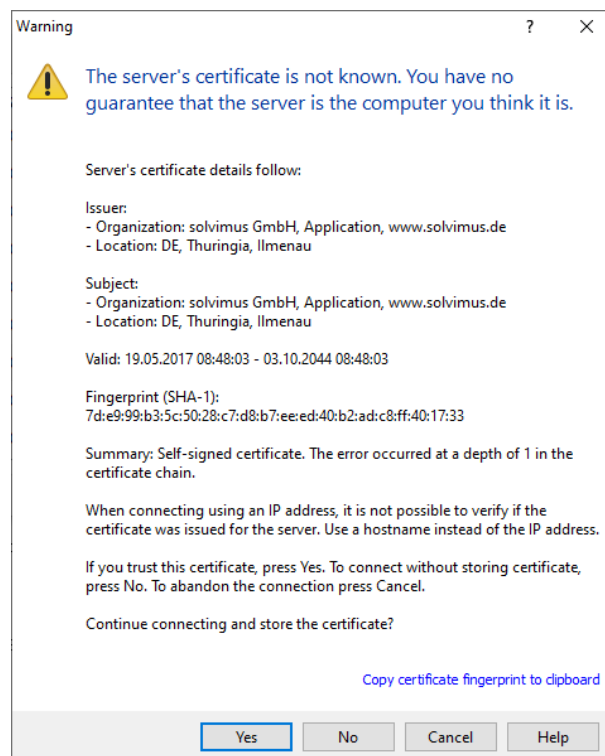 Warning
?
The server's certificate is not known. You have no
guarantee that the server is the computer you think it is.
Server's certificate details follow:
Issuer:
- Organization: solvimus GmbH, Application, www.solvimus.de
- Location: DE, Thuringia, Ilmenau
Subject:
- Organization: solvimus GmbH, Application, www.solvimus.de
- Location: DE, Thuringia, Ilmenau
Valid: 19.05.2017 08:48:03 - 03.10.2044 08:48:03
Fingerprint (SHA-1):
7d:e9:99:b3:5c:50:28:c7:d8:b7:ee:ed:40:b2:ad:c8:ff:40:17:33
Summary: Self-signed certificate. The error occurred at a depth of 1 in the
certificate chain.
When connecting using an IP address, it is not possible to verify if the
certificate was issued for the server. Use a hostname instead of the IP address.
If you trust this certificate, press Yes. To connect without storing certificate,
press No. To abandon the connection press Cancel.
Continue connecting and store the certificate?
Copy certificate fingerprint to clipboard
Yes No Cancel Help